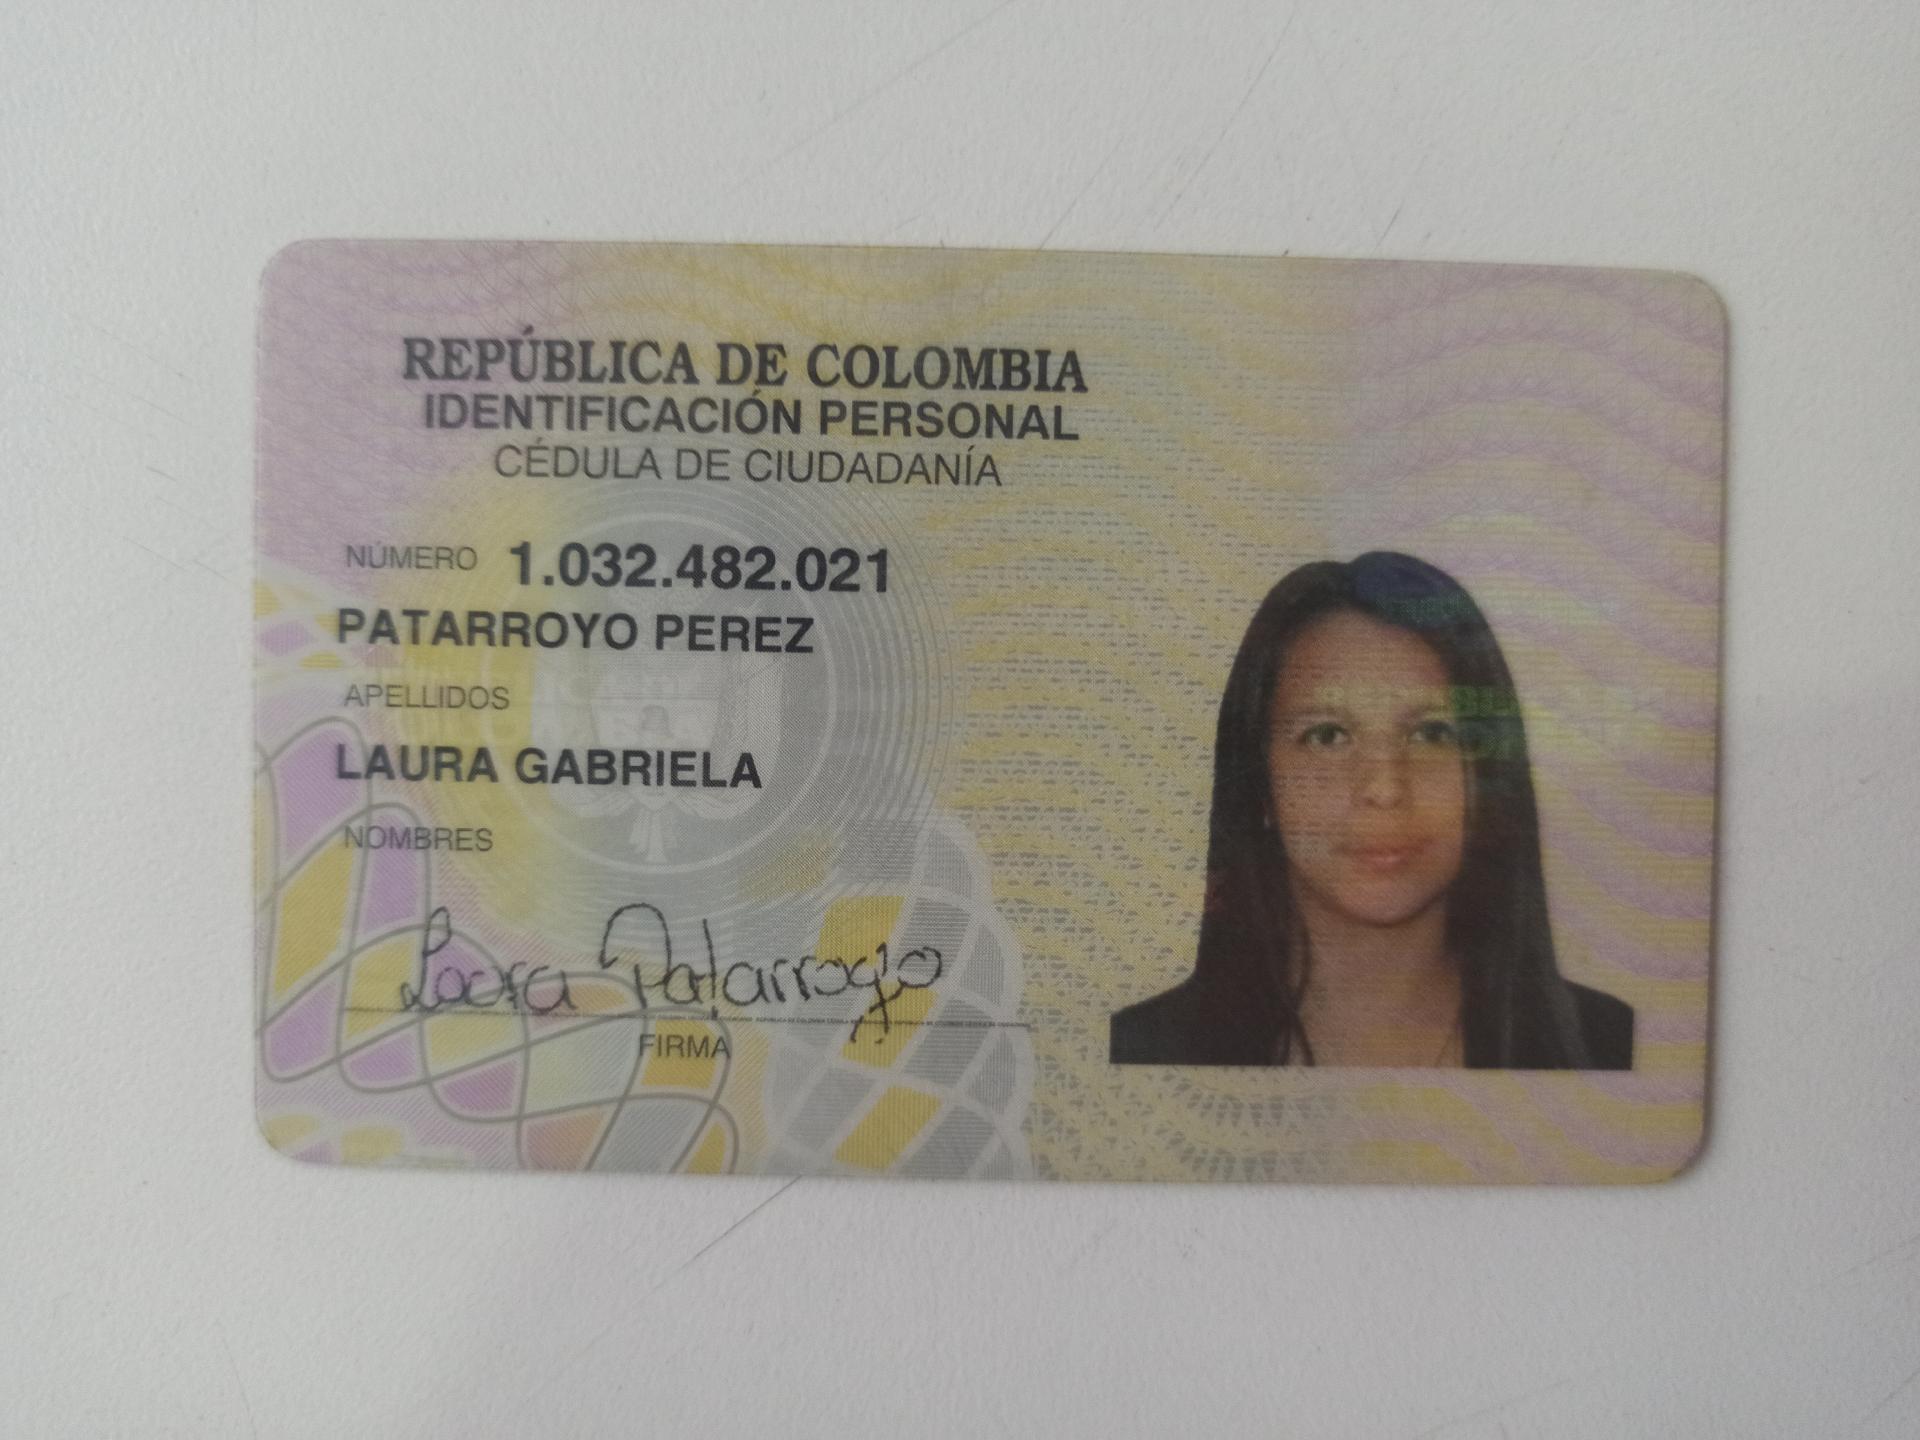 REPÚBLICA DE COLOMBIA
IDENTIFICACIÓN PERSONAL
CÉDULA DE CIUDADANÍA
NÚMERO 1.032.482.021
PATARROYO PEREZ
APELLIDOS
LAURA GABRIELA
NOMBRES
Laura Patarroyo
FIRMA